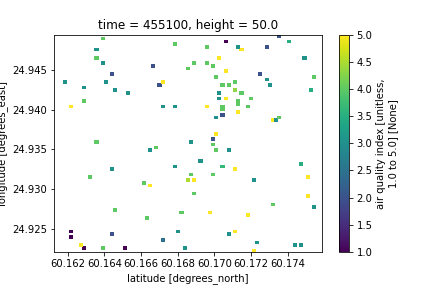 time = 455100, height = 50.0
24.945
24.940
24.935
24.930
24.925
longitude [degrees_east]
60.162 60.164 60.166 60.168 60.170 60.172 60.174
latitude [degrees_north]
5.0
4.5
4.0
3.5
3.0
2.5
2.0
1.5
1.0
air quality index [unitless,
1.0 to 5.0] [None]